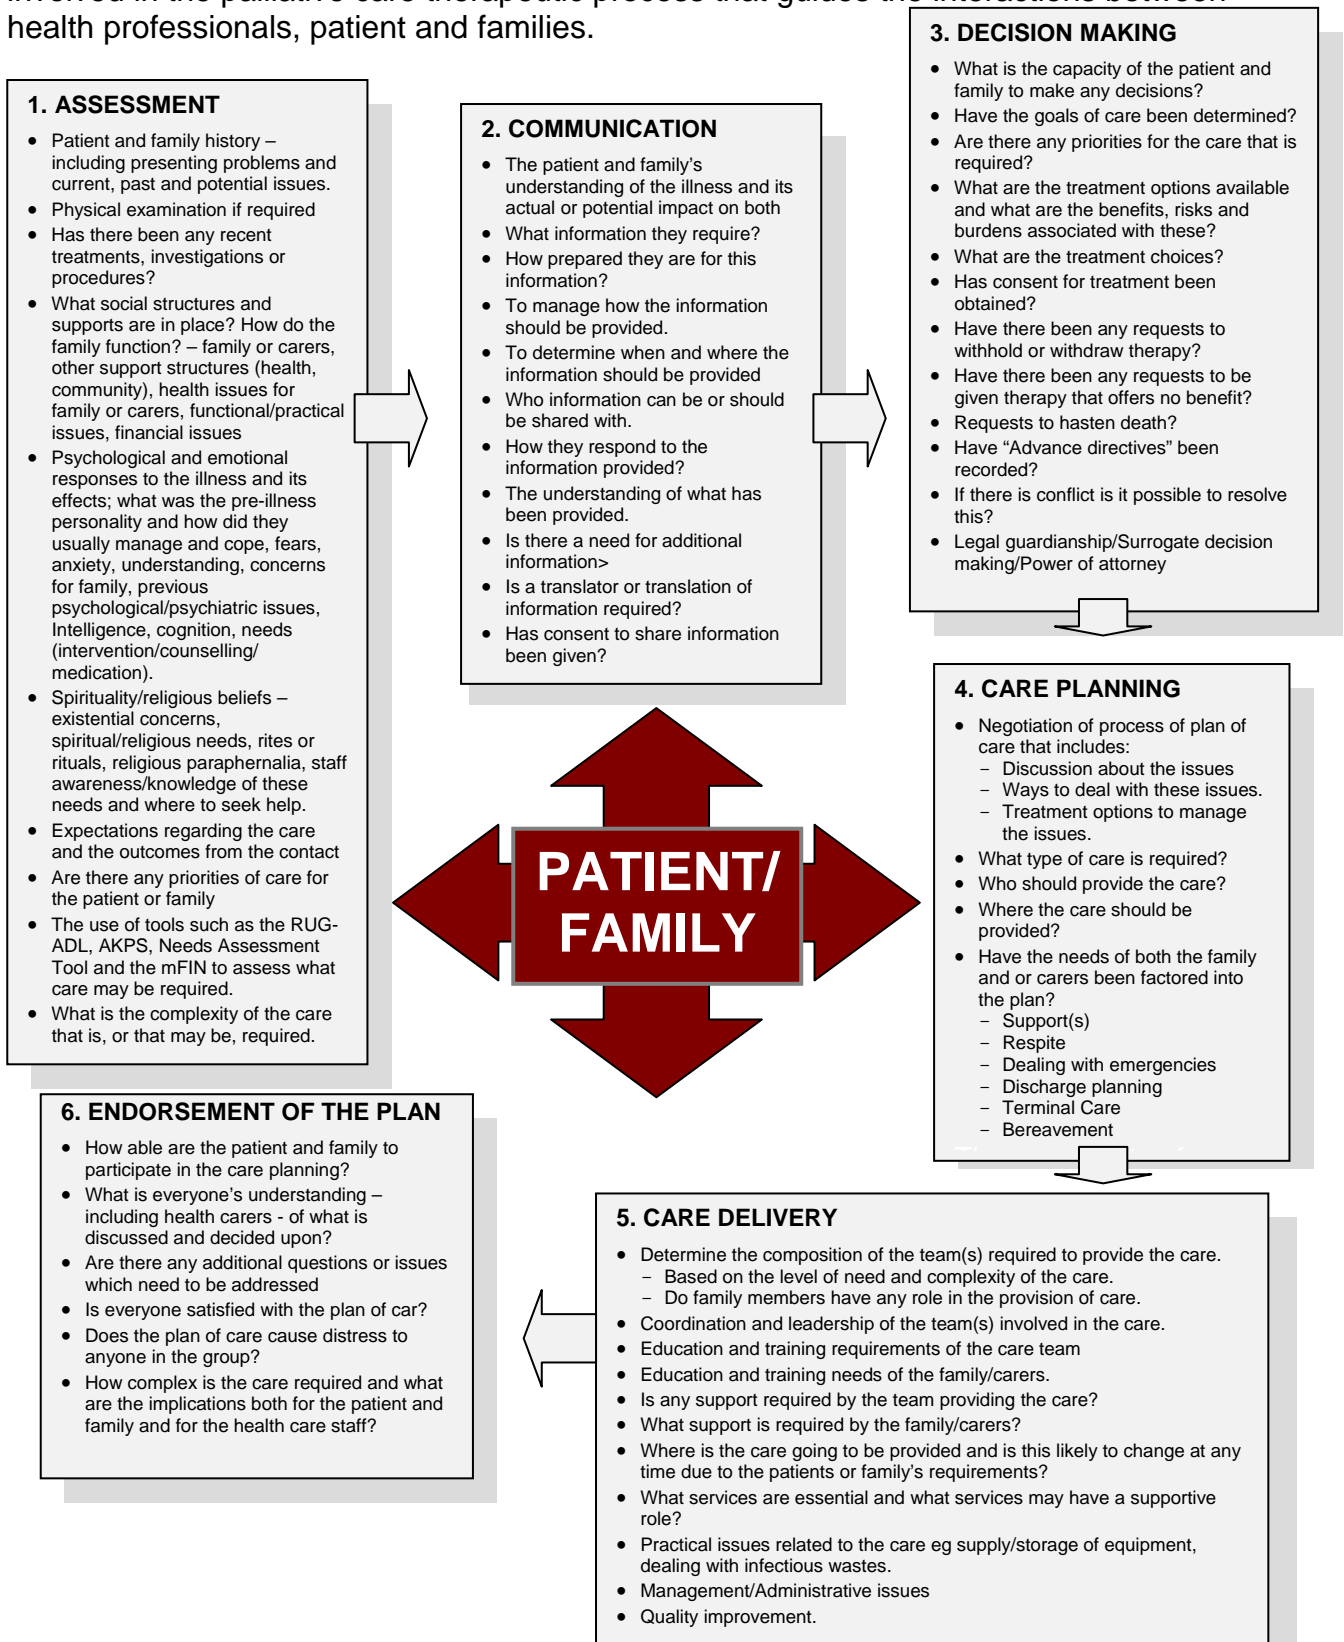 involved in the palliative care therapeutic process that guides the interactions between
health professionals, patient and families.
1. ASSESSMENT
• Patient and family history –
including presenting problems and
current, past and potential issues.
• Physical examination if required
• Has there been any recent
treatments, investigations or
procedures?
• What social structures and
supports are in place? How do the
family function? – family or carers,
other support structures (health,
community), health issues for
family or carers, functional/practical
issues, financial issues
• Psychological and emotional
responses to the illness and its
effects; what was the pre-illness
personality and how did they
usually manage and cope, fears,
anxiety, understanding, concerns
for family, previous
psychological/psychiatric issues,
Intelligence, cognition, needs
(intervention/counselling/
medication).
• Spirituality/religious beliefs –
existential concerns,
spiritual/religious needs, rites or
rituals, religious paraphernalia, staff
awareness/knowledge of these
needs and where to seek help.
• Expectations regarding the care
and the outcomes from the contact
• Are there any priorities of care for
the patient or family
• The use of tools such as the RUG-
ADL, AKPS, Needs Assessment
Tool and the mFIN to assess what
care may be required.
• What is the complexity of the care
that is, or that may be, required.
2. COMMUNICATION
• The patient and family’s
understanding of the illness and its
actual or potential impact on both
• What information they require?
• How prepared they are for this
information?
• To manage how the information
should be provided.
• To determine when and where the
information should be provided
• Who information can be or should
be shared with.
• How they respond to the
information provided?
• The understanding of what has
been provided.
• Is there a need for additional
information>
• Is a translator or translation of
information required?
• Has consent to share information
been given?
3. DECISION MAKING
• What is the capacity of the patient and
family to make any decisions?
• Have the goals of care been determined?
• Are there any priorities for the care that is
required?
• What are the treatment options available
and what are the benefits, risks and
burdens associated with these?
• What are the treatment choices?
• Has consent for treatment been
obtained?
• Have there been any requests to
withhold or withdraw therapy?
• Have there been any requests to be
given therapy that offers no benefit?
• Requests to hasten death?
• Have “Advance directives” been
recorded?
• If there is conflict is it possible to resolve
this?
• Legal guardianship/Surrogate decision
making/Power of attorney
PATIENT/
FAMILY
4. CARE PLANNING
• Negotiation of process of plan of
care that includes:
- Discussion about the issues
- Ways to deal with these issues.
- Treatment options to manage
the issues.
• What type of care is required?
• Who should provide the care?
• Where the care should be
provided?
• Have the needs of both the family
and or carers been factored into
the plan?
- Support(s)
- Respite
- Dealing with emergencies
- Discharge planning
- Terminal Care
- Bereavement
5. CARE DELIVERY
• Determine the composition of the team(s) required to provide the care.
- Based on the level of need and complexity of the care.
- Do family members have any role in the provision of care.
• Coordination and leadership of the team(s) involved in the care.
• Education and training requirements of the care team
• Education and training needs of the family/carers.
• Is any support required by the team providing the care?
• What support is required by the family/carers?
• Where is the care going to be provided and is this likely to change at any
time due to the patients or family’s requirements?
• What services are essential and what services may have a supportive
role?
• Practical issues related to the care eg supply/storage of equipment,
dealing with infectious wastes.
• Management/Administrative issues
• Quality improvement.
6. ENDORSEMENT OF THE PLAN
• How able are the patient and family to
participate in the care planning?
• What is everyone’s understanding –
including health carers - of what is
discussed and decided upon?
• Are there any additional questions or issues
which need to be addressed
• Is everyone satisfied with the plan of car?
• Does the plan of care cause distress to
anyone in the group?
• How complex is the care required and what
are the implications both for the patient and
family and for the health care staff?